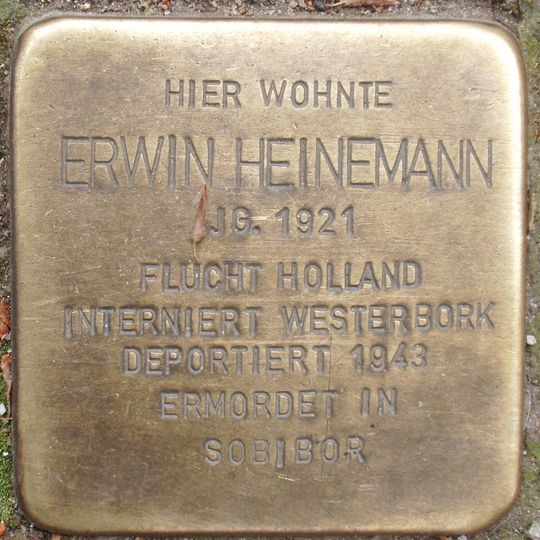 HIER WOHNTE
ERWIN HEINEMANN
JG. 1921
FLUCHT HOLLAND
INTERNIERT WESTERBORK
DEPORTIERT 1943
ERMORDET IN
SOBIBOR